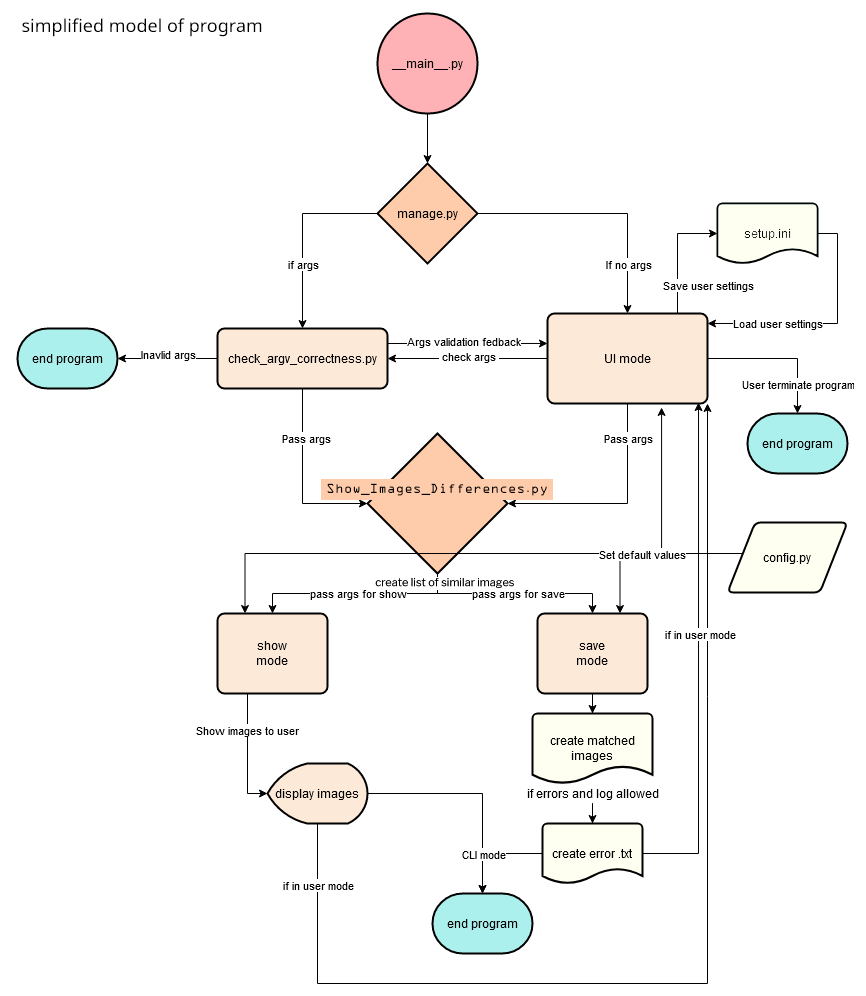 simplified model of program
__main__.py
manage.py
if args
If no args
setup.ini
Save user settings
Load user settings
end program
Inavlid args
check_argv_correctness.py
Args validation fedback
check args
UI mode
User terminate program
end program
Pass args
Pass args
Show_Images_Differences.py
Set default values
config.py
create list of similar images
pass args for show
pass args for save
show
mode
save
mode
if in user mode
Show images to user
create matched
images
display images
if errors and log allowed
CLI mode
create error .txt
if in user mode
end program